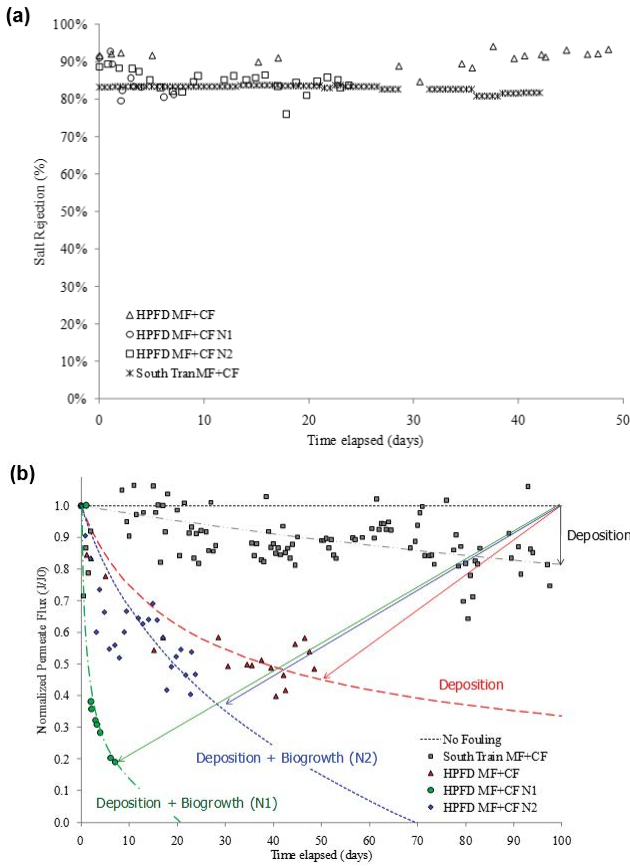 (a)
100%
90%
80%
70%
60%
50%
40%
30%
20%
10%
0%
Salt Rejection (%)
HPFD MF+CF
HPFD MF+CF N1
HPFD MF+CF N2
South Tran MF+CF
0 10 20 30 40 50
Time elapsed (days)
(b)
1.0
0.9
0.8
0.7
0.6
0.5
0.4
0.3
0.2
0.1
0.0
Normalized Permeate Flux (J/J0)
Deposition
Deposition
Deposition + Biogrowth (N2)
Deposition + Biogrowth (N1)
No Fouling
South Train MF+CF
HPFD MF+CF
HPFD MF+CF N1
HPFD MF+CF N2
0 10 20 30 40 50 60 70 80 90 100
Time elapsed (days)